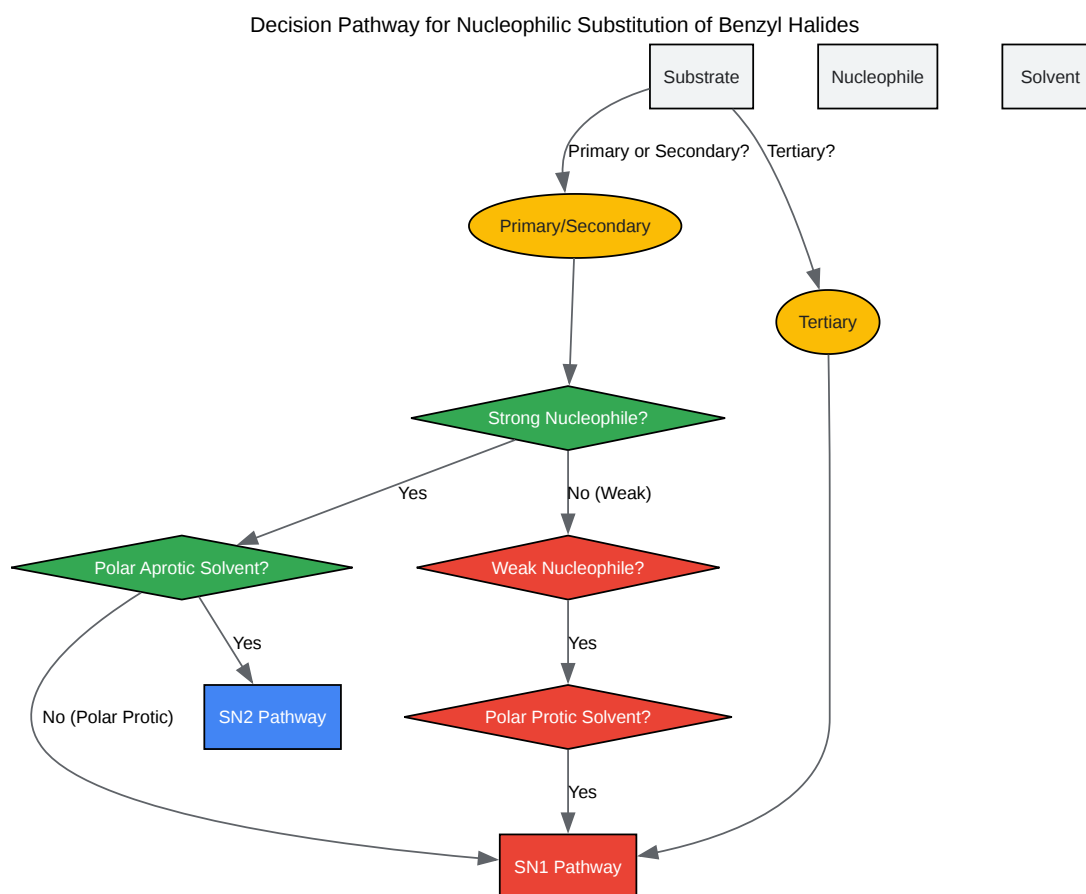 Decision Pathway for Nucleophilic Substitution of Benzyl Halides
Substrate
Nucleophile
Solvent
Primary or Secondary?
Tertiary?
Primary/Secondary
Tertiary
Strong Nucleophile?
Yes
No (Weak)
Polar Aprotic Solvent?
Weak Nucleophile?
Yes
Yes
No (Polar Protic)
SN2 Pathway
Polar Protic Solvent?
Yes
SN1 Pathway